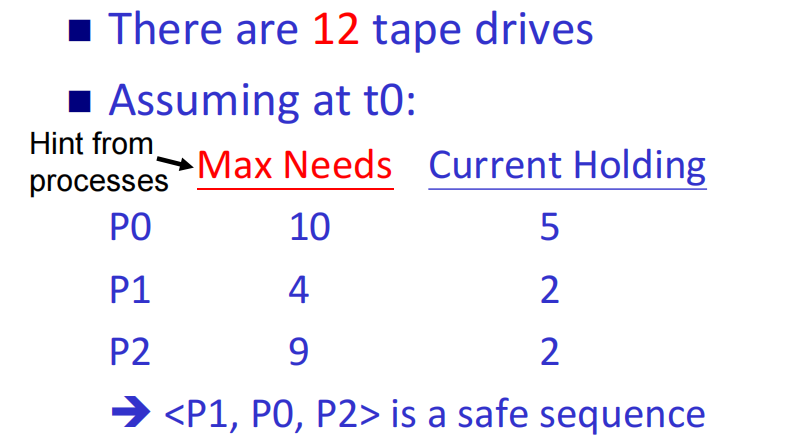 ■ There are 12 tape drives
■ Assuming at t0:
Hint from
processes
Max Needs Current Holding
P0 10 5
P1 4 2
P2 9 2
➔ <P1, P0, P2> is a safe sequence